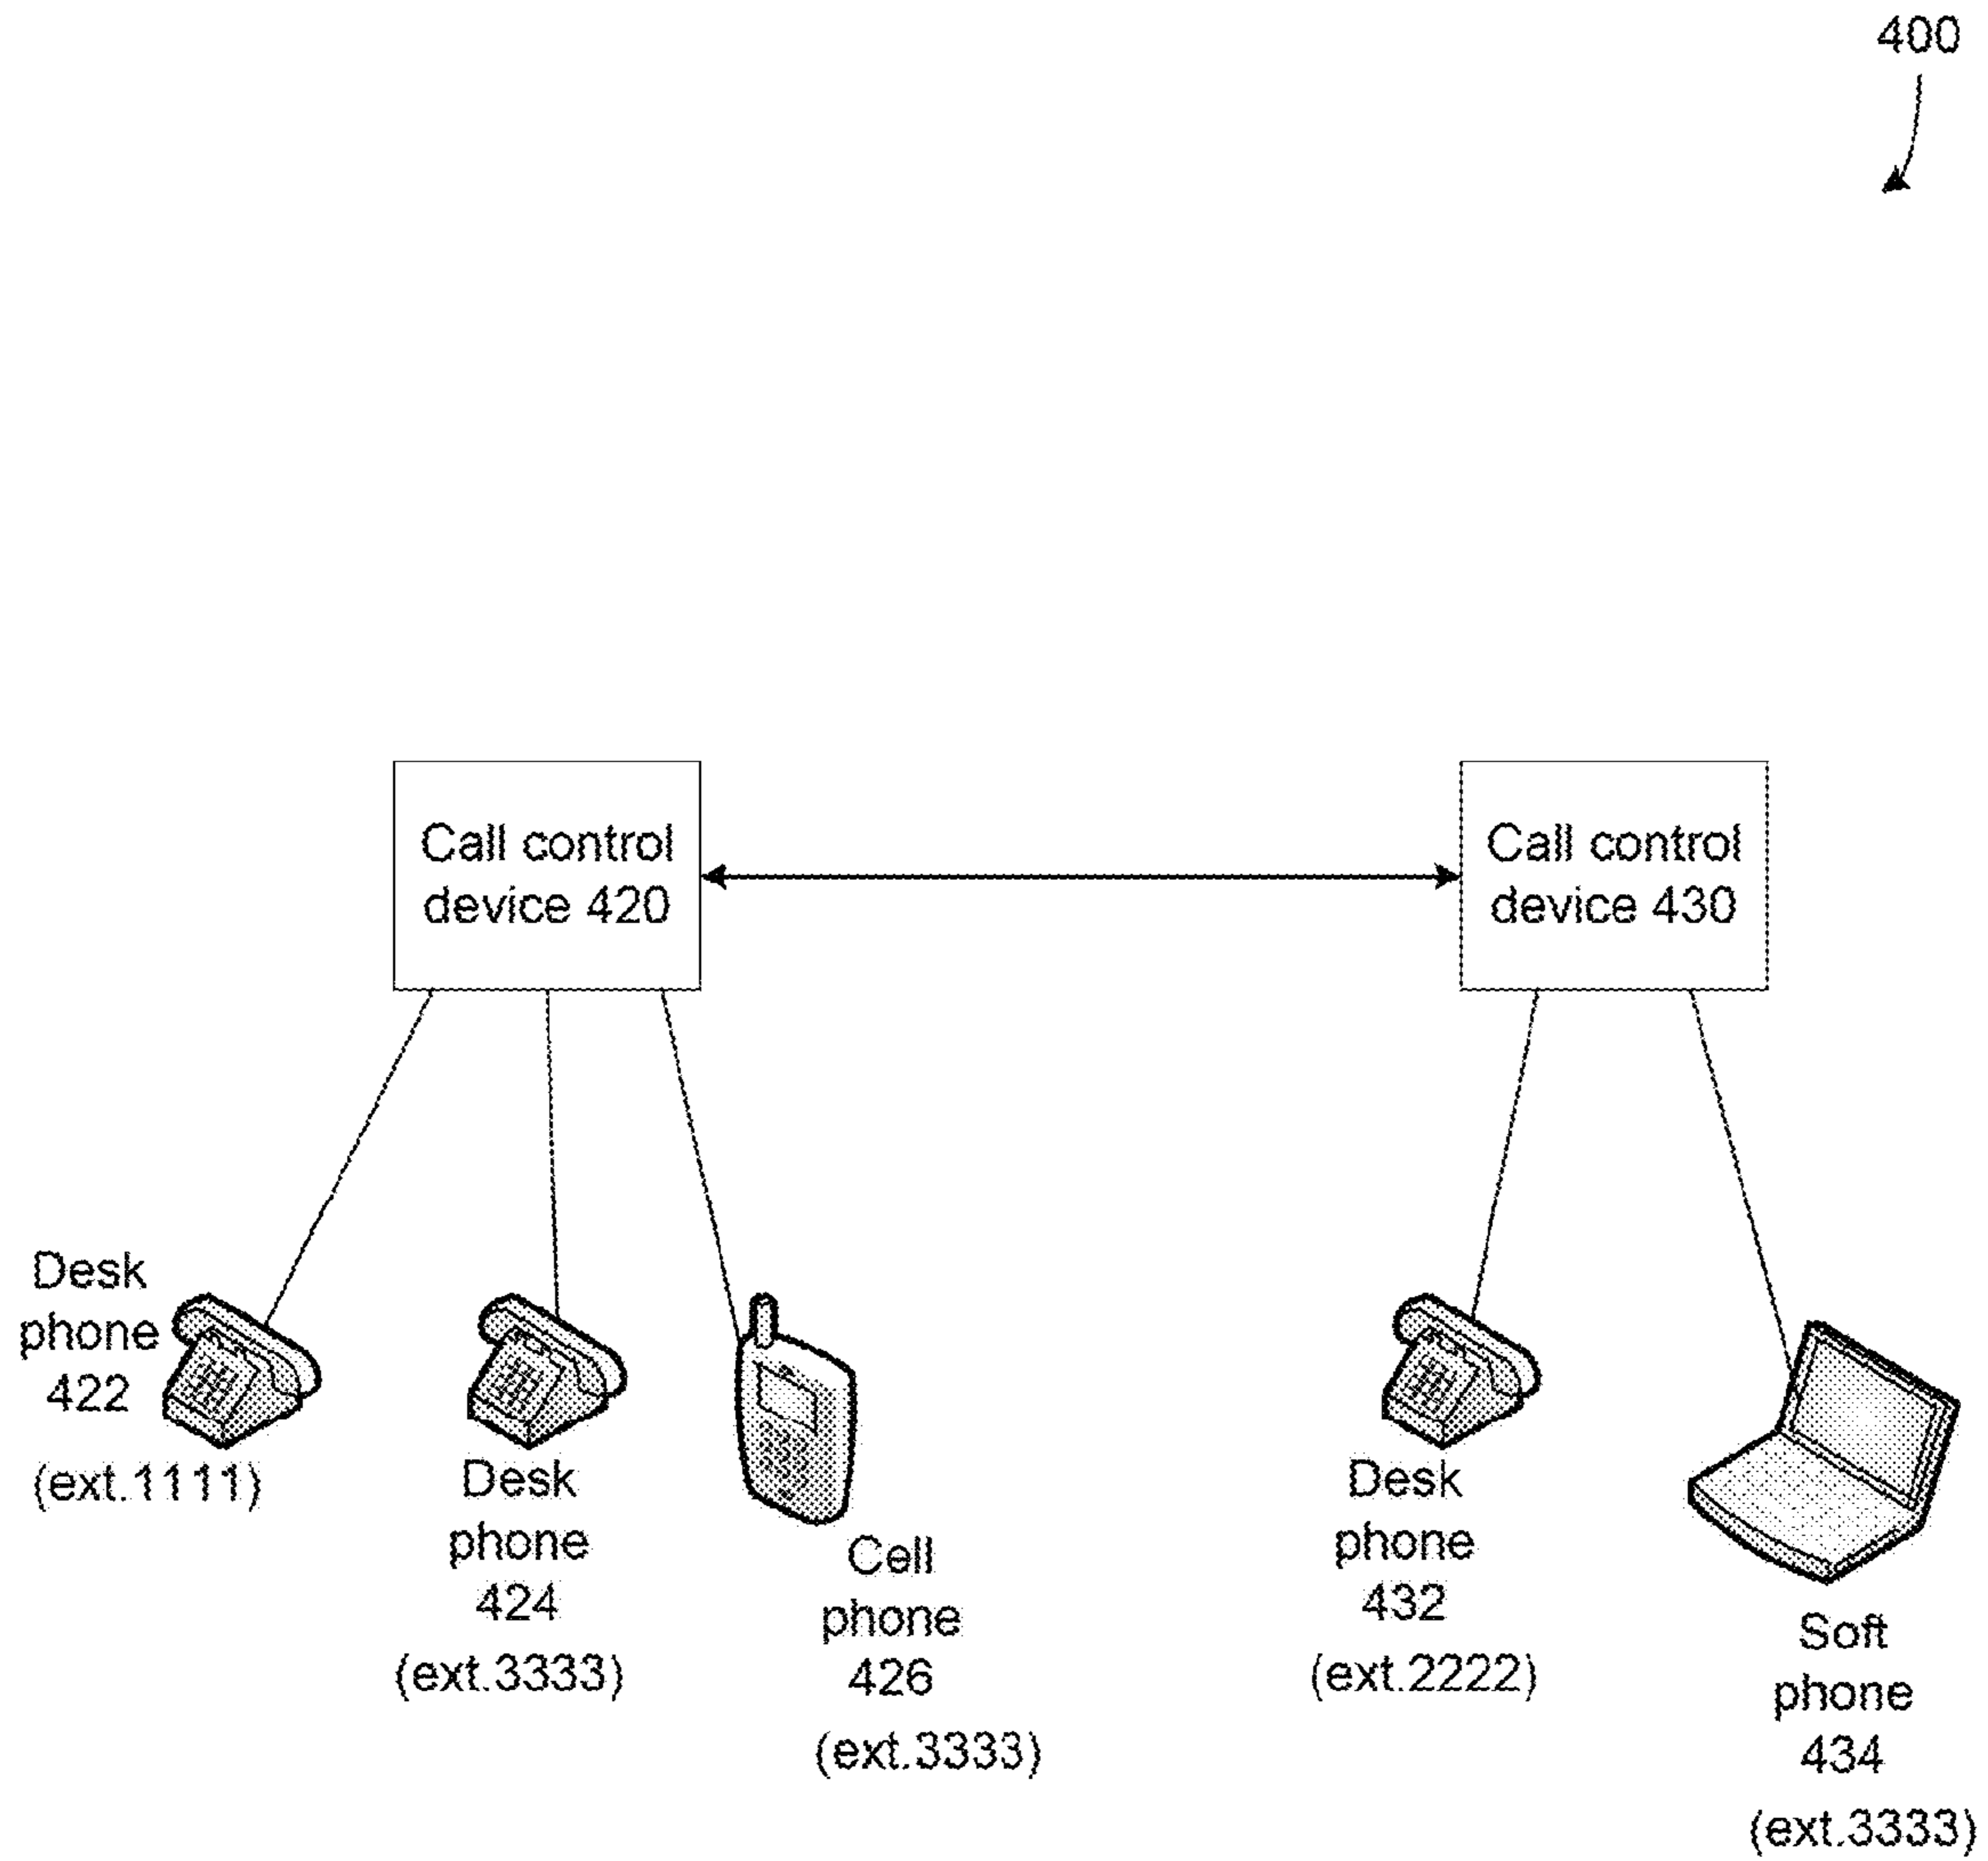 400
Call control
device 420
Call control
device 430
Desk
phone
422
(ext.1111)
Desk
phone
424
(ext.3333)
Cell
phone
426
(ext.3333)
Desk
phone
432
(ext.2222)
Soft
phone
434
(ext.3333)